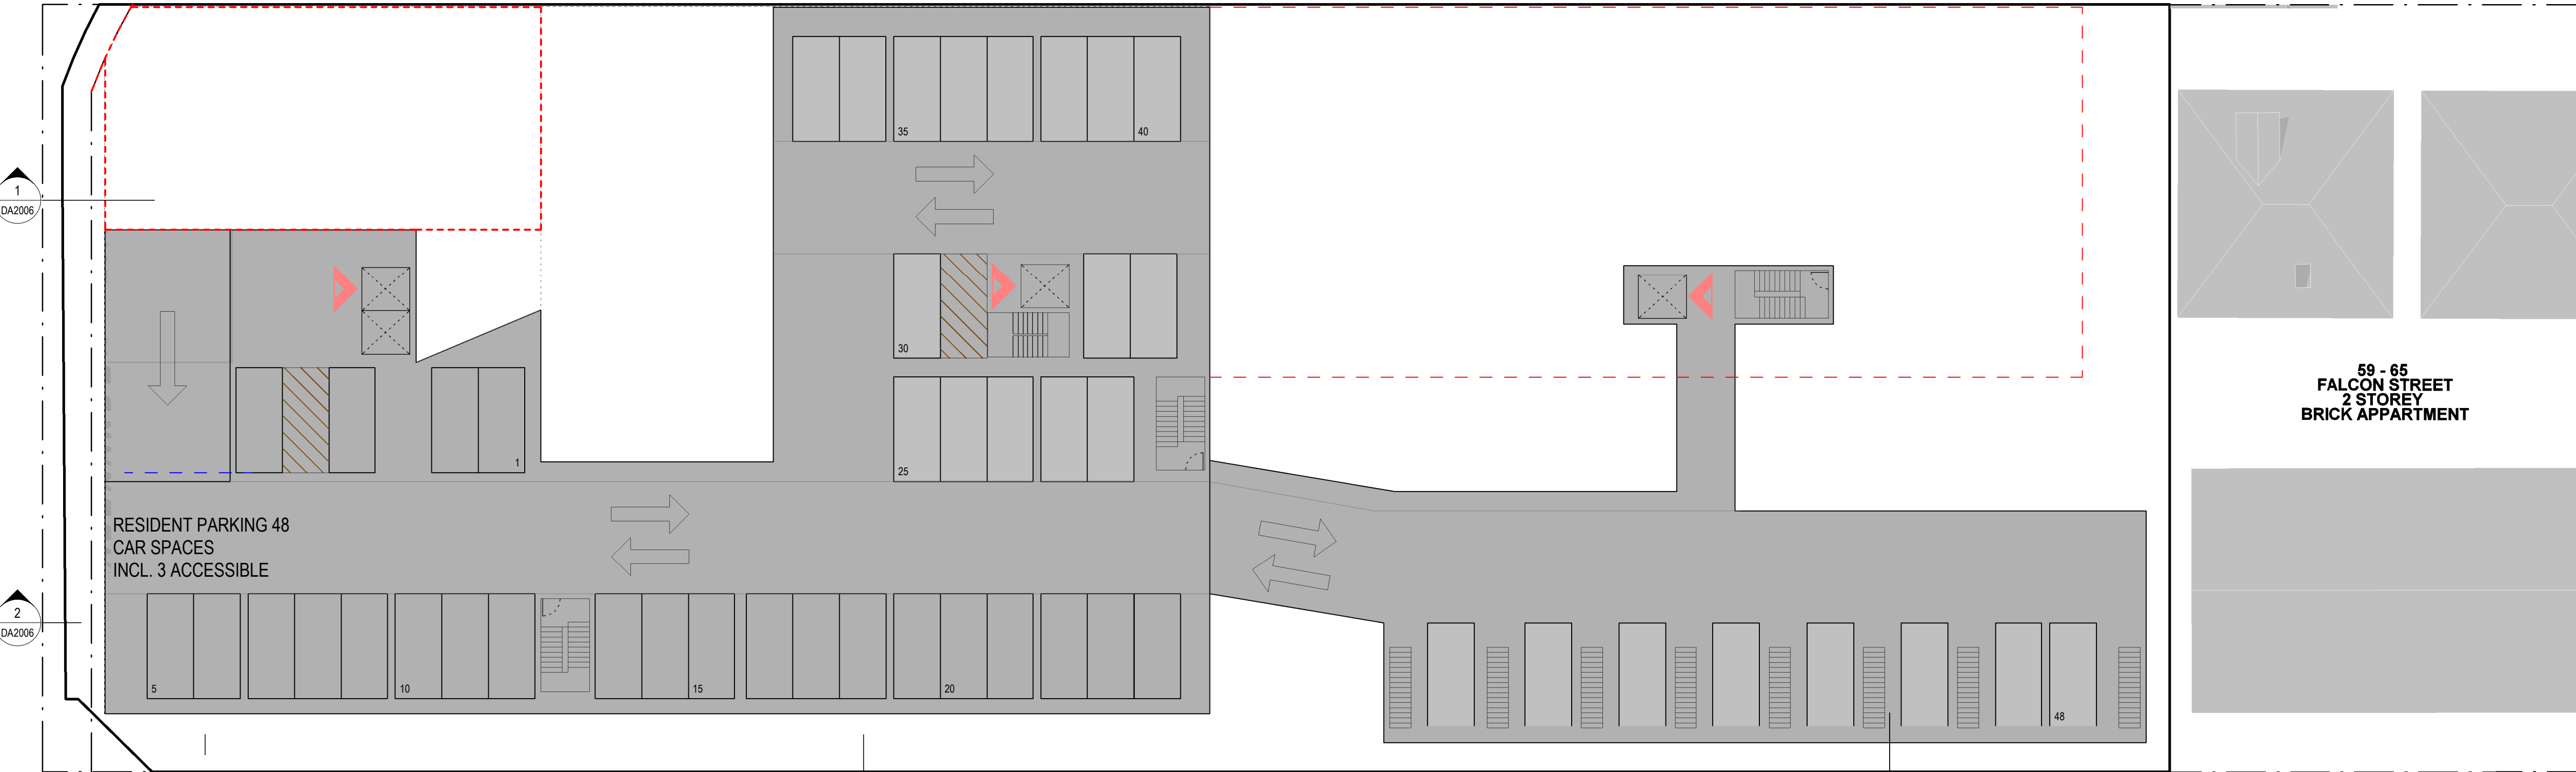 35
40
1
DA2006
30
59 - 65
FALCON STREET
2 STOREY
BRICK APPARTMENT
1
25
RESIDENT PARKING 48
CAR SPACES
INCL. 3 ACCESSIBLE
2
DA2006
5
10
15
20
48